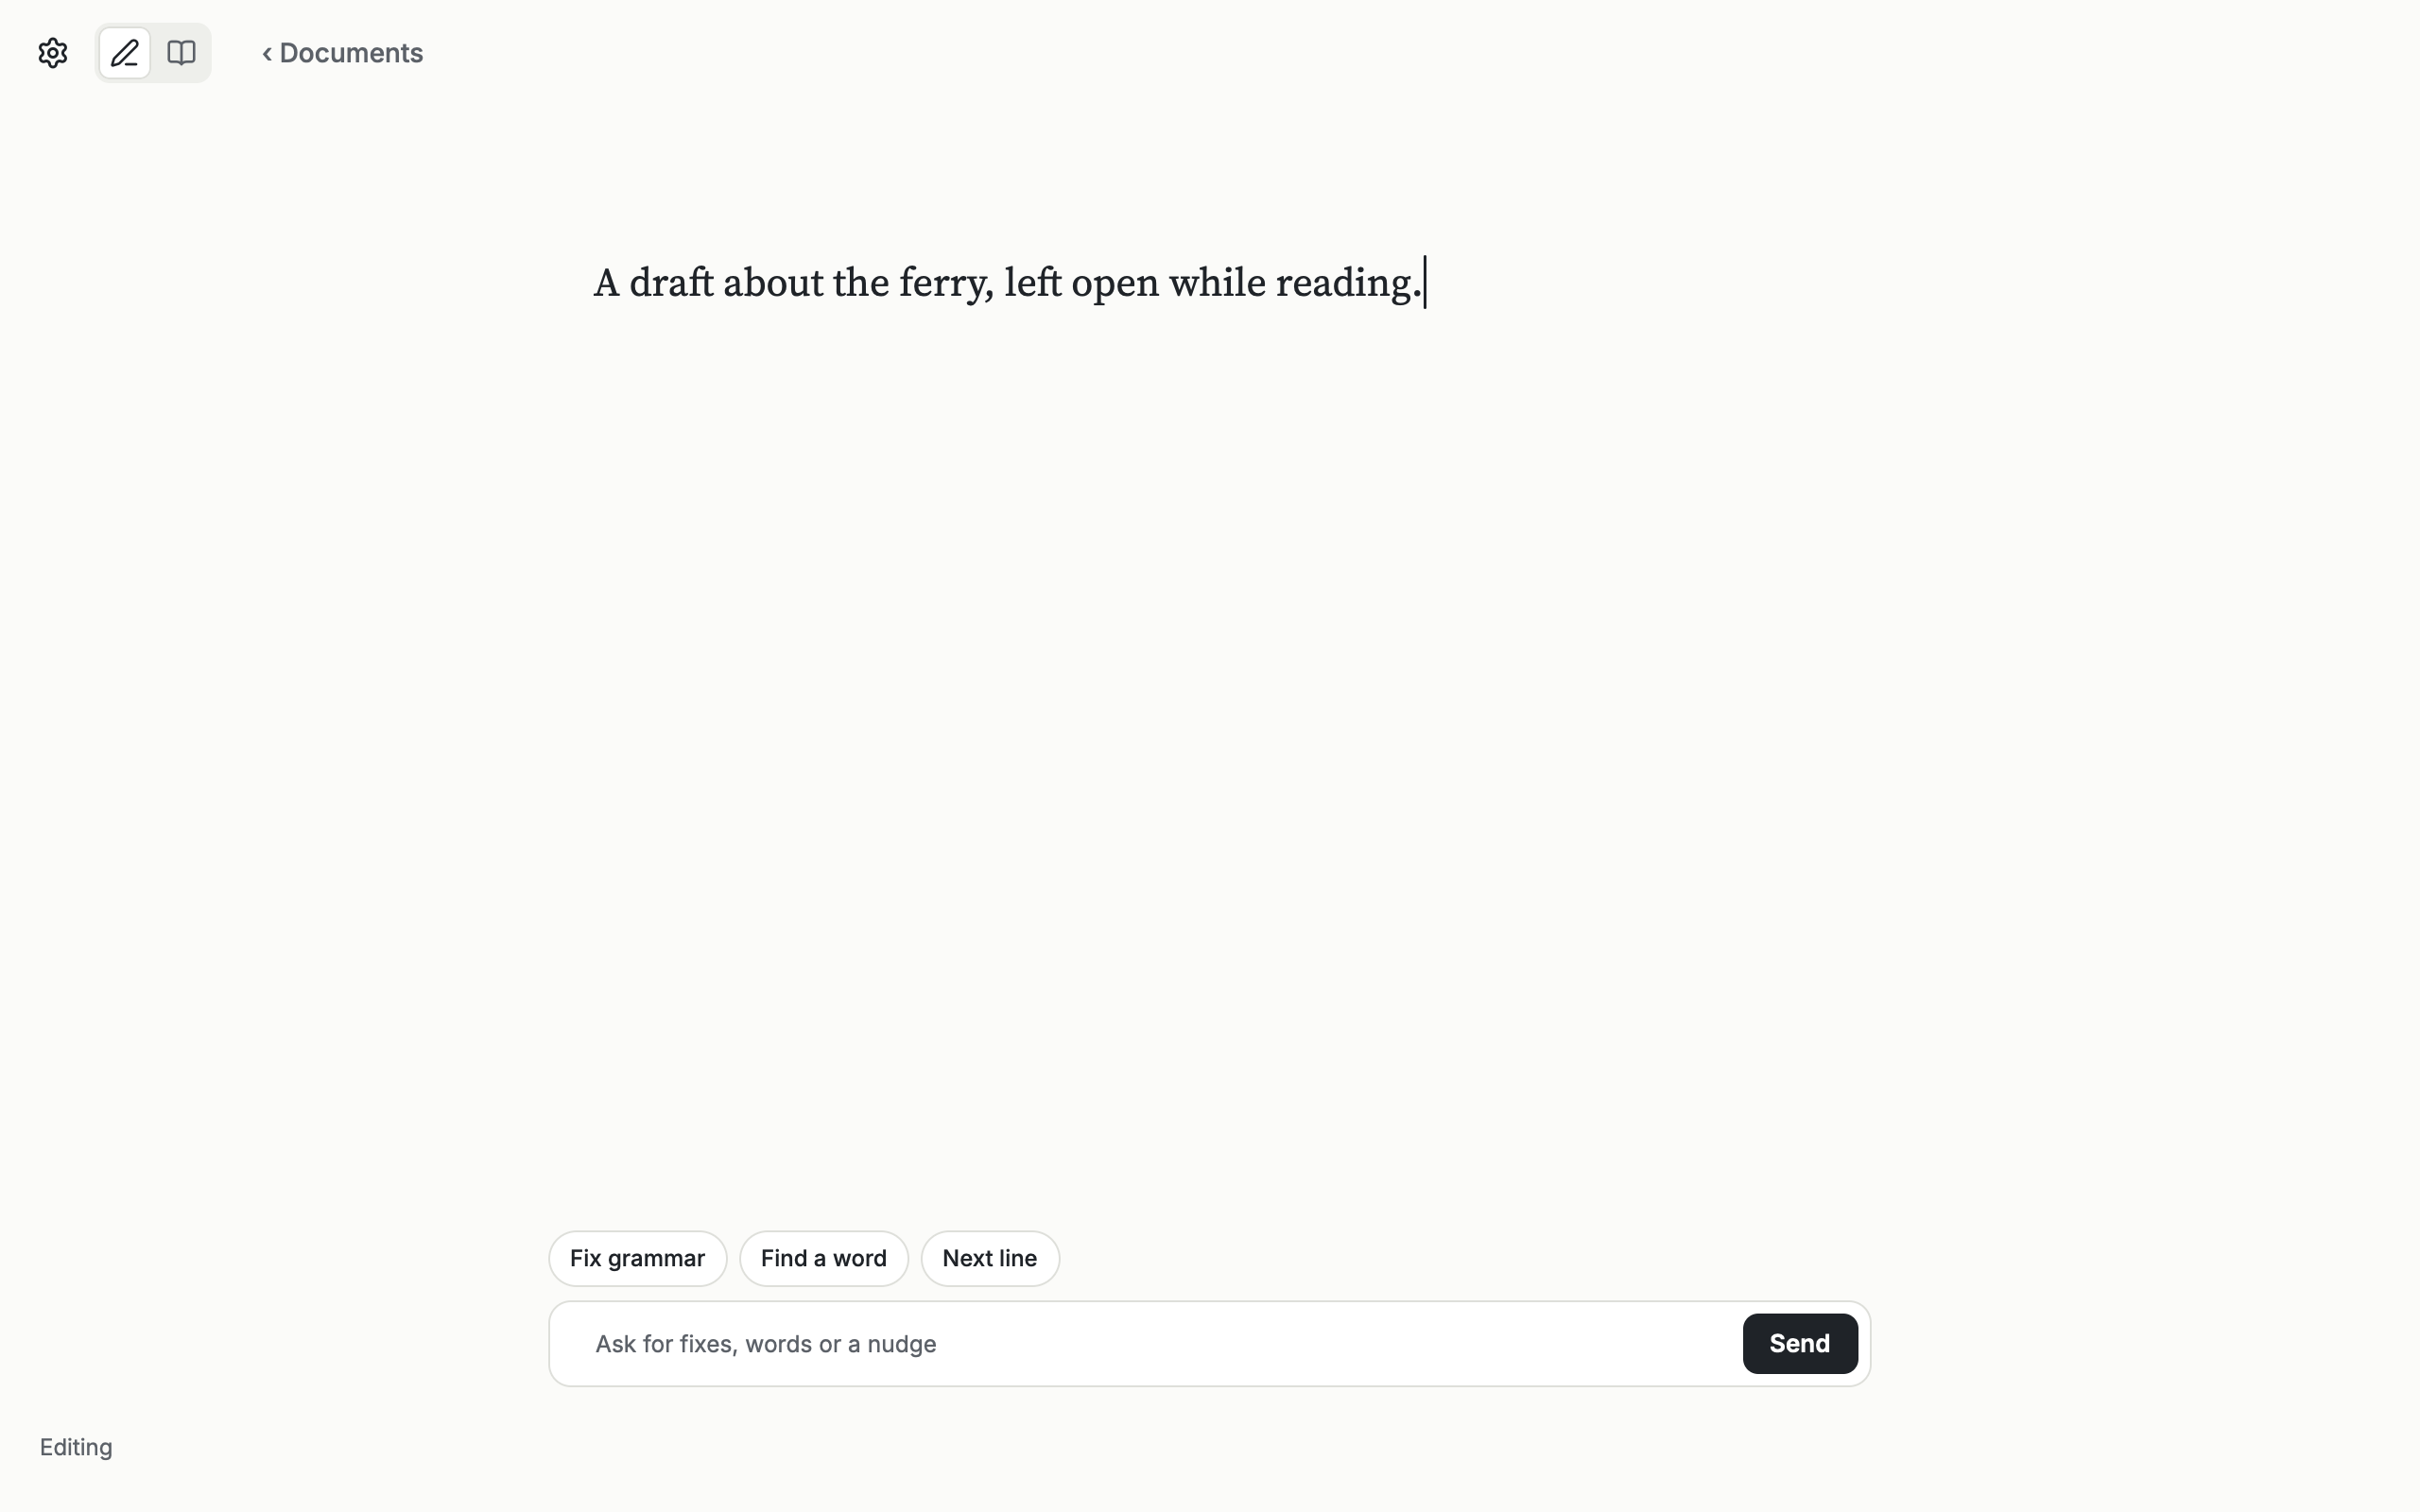 ‹ Documents
A draft about the ferry, left open while reading.
Fix grammar
Find a word
Next line
Ask for fixes, words or a nudge
Send
Editing